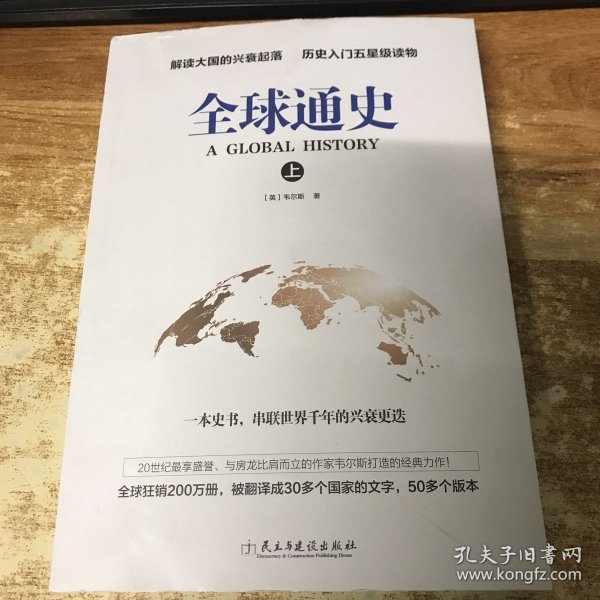 解读大国的兴衰起落 历史入门五星级读物
全球通史
A GLOBAL HISTORY
上
[英]韦尔斯 著
一本史书，串联世界千年的兴衰更迭
20世纪最享盛誉、与房龙比肩而立的作家韦尔斯打造的经典力作！
全球狂销200万册，被翻译成30多个国家的文字，50多个版本
民主与建设出版社
Democracy & Construction Publishing House
孔夫子旧书网
www.kongfz.com